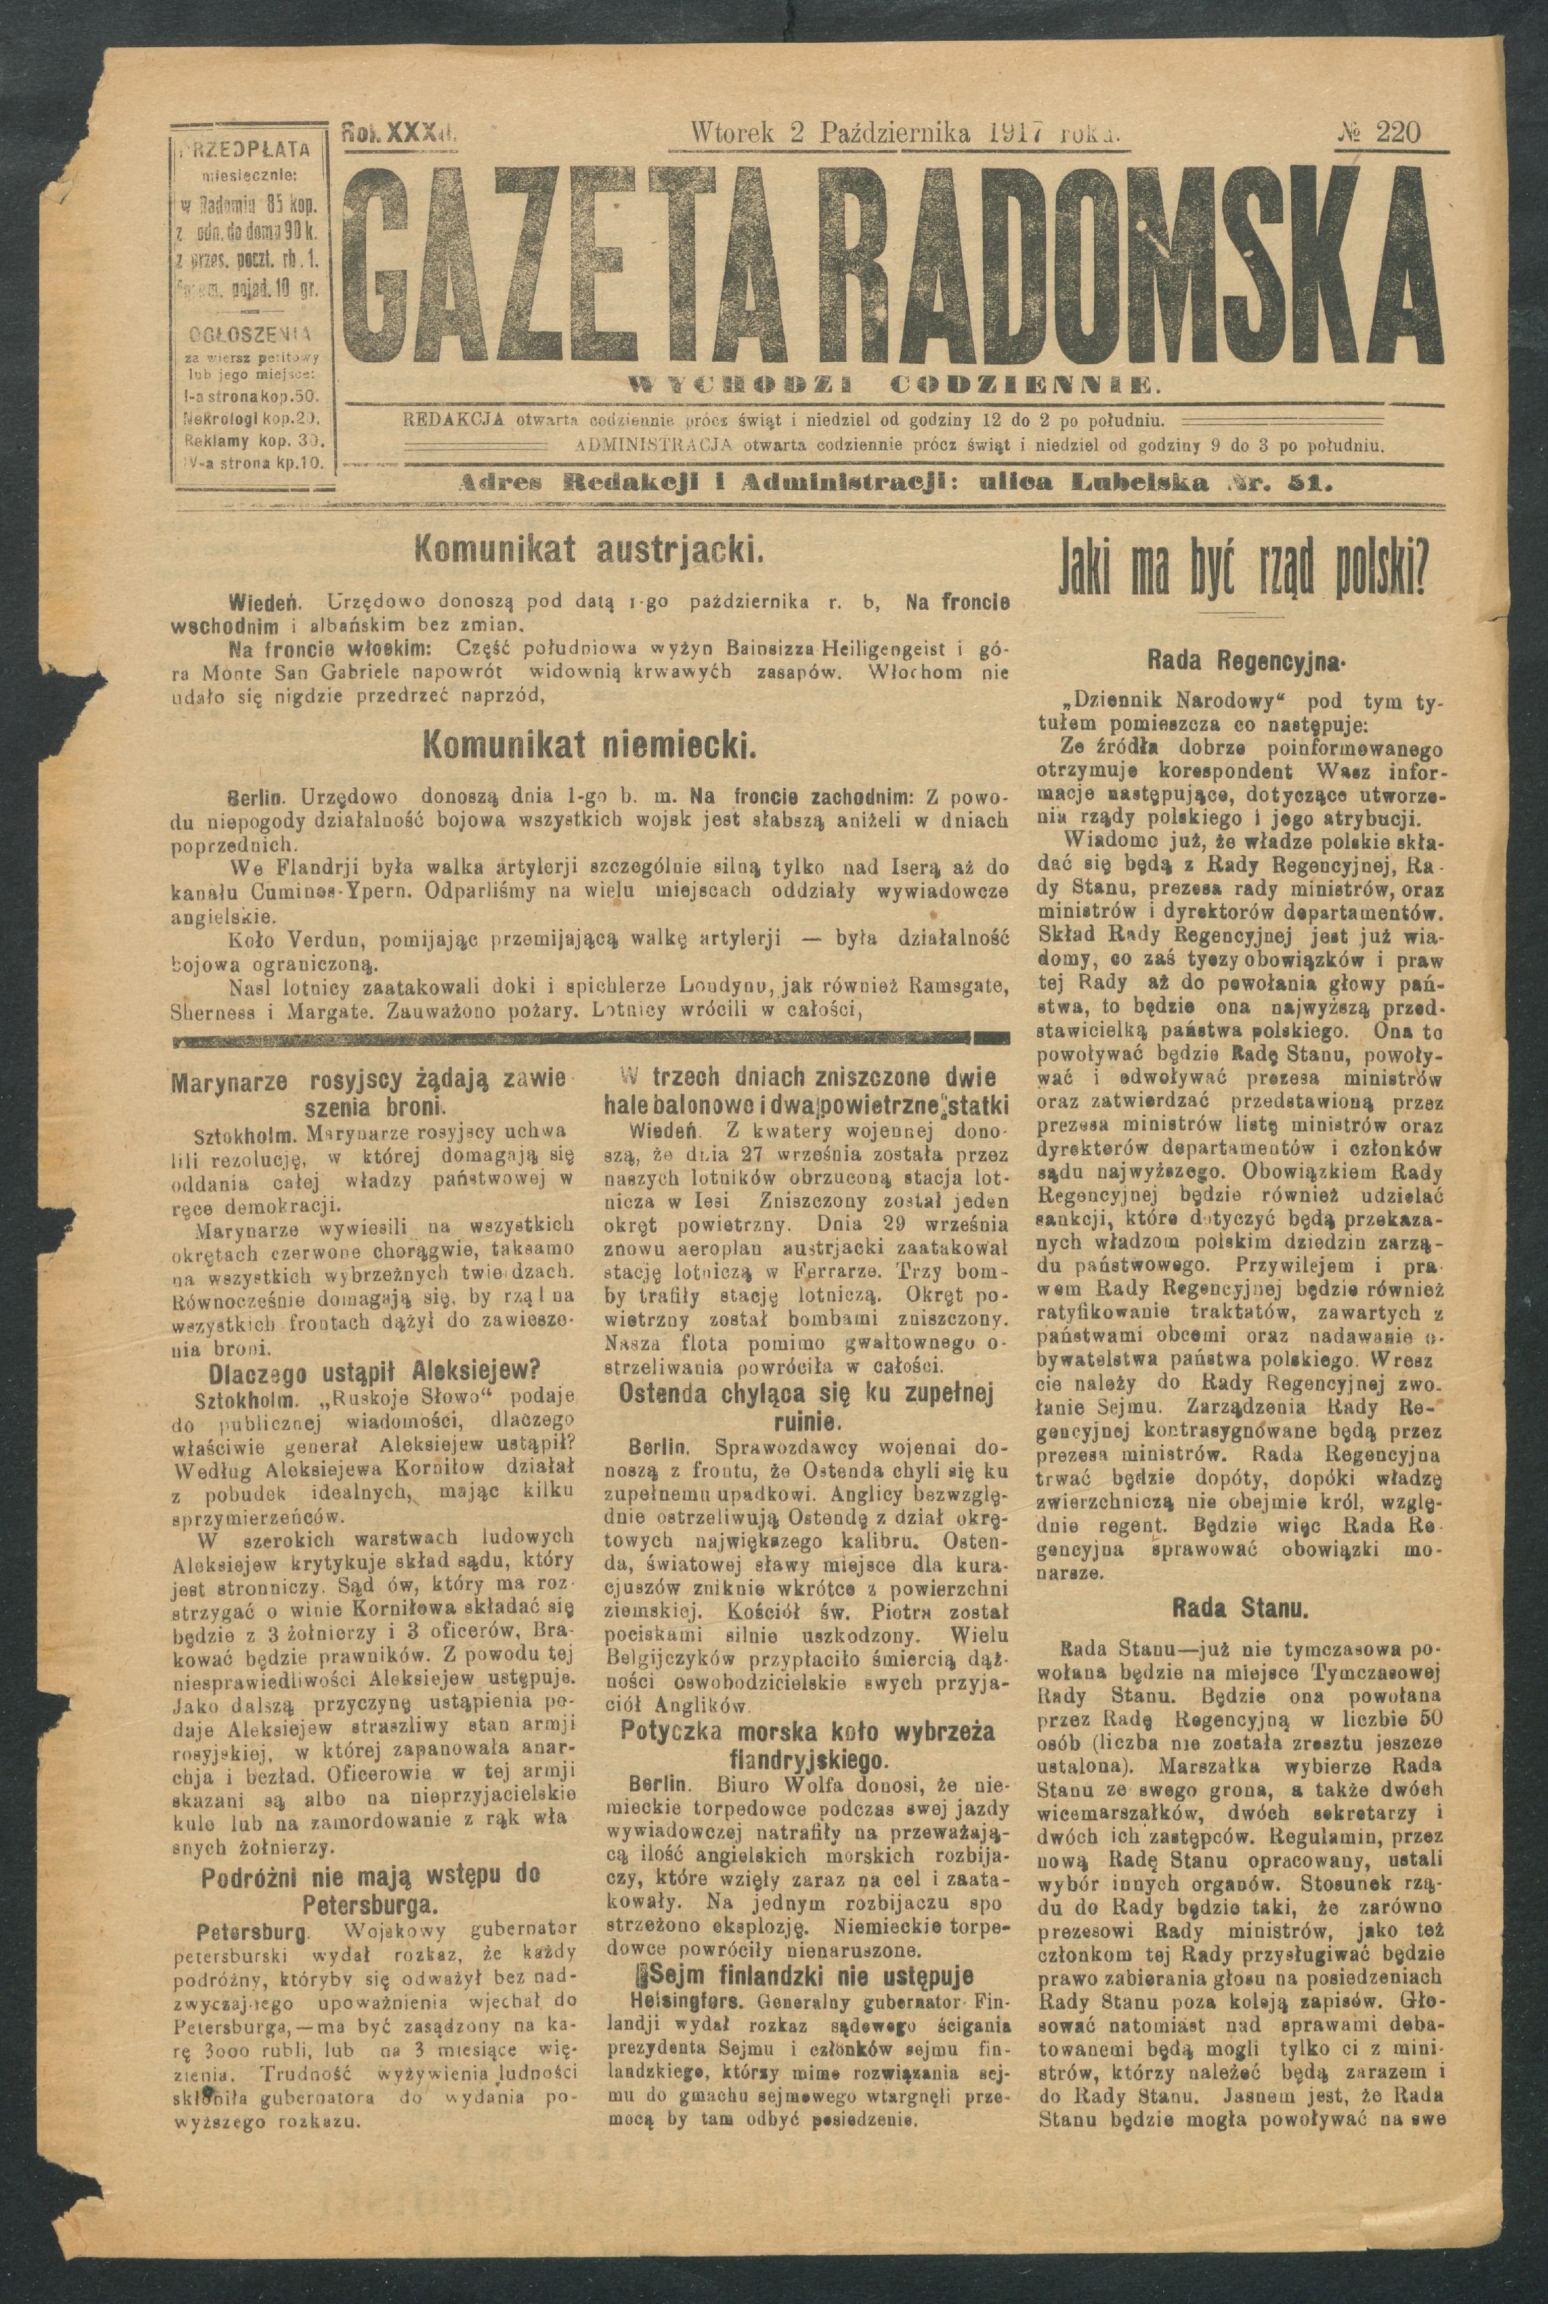 PRZEDPŁATA
miesięcznie:
w Radomiu 85 kop.
z odn. do domu 90 k.
z przes. poczt. rb. 1.
pojed. 10 gr.
OGŁOSZENIA
za wiersz petitowy
lub jego miejsce:
I-a strona kop. 50.
Nekrologi kop. 20.
Reklamy kop. 30.
IV-a strona kp. 10.
Rok XXXII.
Wtorek 2 Października 1917 roku.
№ 220
GAZETA RADOMSKA
WYCHODZI CODZIENNIE.
REDAKCJA otwarta codziennie prócz świąt i niedziel od godziny 12 do 2 po południu.
ADMINISTRACJA otwarta codziennie prócz świąt i niedziel od godziny 9 do 3 po południu.
Adres Redakcji i Administracji: ulica Lubelska Nr. 51.
Komunikat austrjacki.
Wiedeń. Urzędowo donoszą pod datą 1-go października r. b, Na froncie
wschodnim i albańskim bez zmian.
Na froncie włoskim: Część południowa wyżyn Bainsizza-Heiligengeist i gó-
ra Monte San Gabriele napowrót widownią krwawych zasapów. Włochom nie
udało się nigdzie przedrzeć naprzód,
Komunikat niemiecki.
Berlin. Urzędowo donoszą dnia 1-go b. m. Na froncie zachodnim: Z powo-
du niepogody działalność bojowa wszystkich wojsk jest słabszą aniżeli w dniach
poprzednich.
We Flandrji była walka artylerji szczególnie silną tylko nad Iserą aż do
kanału Cumines-Ypern. Odparliśmy na wielu miejscach oddziały wywiadowcze
angielskie.
Koło Verdun, pomijając przemijającą walkę artylerji — była działalność
bojowa ograniczoną.
Nasi lotnicy zaatakowali doki i spichlerze Londynu, jak również Ramsgate,
Sherness i Margate. Zauważono pożary. Lotnicy wrócili w całości,
Marynarze rosyjscy żądają zawie
szenia broni.
Sztokholm. Marynarze rosyjscy uchwa
lili rezolucję, w której domagają się
oddania całej władzy państwowej w
ręce demokracji.
Marynarze wywiesili na wszystkich
okrętach czerwone chorągwie, taksamo
na wszystkich wybrzeżnych twierdzach.
Równocześnie domagają się, by rząd na
wszystkich frontach dążył do zawiesze-
nia broni.
Dlaczego ustąpił Aleksiejew?
Sztokholm. „Ruskoje Słowo“ podaje
do publicznej wiadomości, dlaczego
właściwie generał Aleksiejew ustąpił?
Według Aleksiejewa Korniłow działał
z pobudek idealnych, mając kilku
sprzymierzeńców.
W szerokich warstwach ludowych
Aleksiejew krytykuje skład sądu, który
jest stronniczy. Sąd ów, który ma roz-
strzygać o winie Korniłowa składać się
będzie z 3 żołnierzy i 3 oficerów, Bra-
kować będzie prawników. Z powodu tej
niesprawiedliwości Aleksiejew ustępuje.
Jako dalszą przyczynę ustąpienia po-
daje Aleksiejew straszliwy stan armji
rosyjskiej, w której zapanowała anar-
chja i bezład. Oficerowie w tej armji
skazani są albo na nieprzyjacielskie
kule lub na zamordowanie z rąk wła
snych żołnierzy.
Podróżni nie mają wstępu do
Petersburga.
Petersburg. Wojskowy gubernator
petersburski wydał rozkaz, że każdy
podróżny, któryby się odważył bez nad-
zwyczajnego upoważnienia wjechał do
Petersburga,—ma być zasądzony na ka-
rę 3000 rubli, lub na 3 miesiące wię-
zienia. Trudność wyżywienia ludności
skłoniła gubernatora do wydania po-
wyższego rozkazu.
W trzech dniach zniszczone dwie
hale balonowe i dwa powietrzne statki
Wiedeń. Z kwatery wojennej dono-
szą, że dnia 27 września została przez
naszych lotników obrzuconą stacja lot-
nicza w Iesi Zniszczony został jeden
okręt powietrzny. Dnia 29 września
znowu aeroplan austrjacki zaatakował
stację lotniczą w Ferrarze. Trzy bom-
by trafiły stację lotniczą. Okręt po-
wietrzny został bombami zniszczony.
Nasza flota pomimo gwałtownego o-
strzeliwania powróciła w całości.
Ostenda chyląca się ku zupełnej
ruinie.
Berlin. Sprawozdawcy wojenni do-
noszą z frontu, że Ostenda chyli się ku
zupełnemu upadkowi. Anglicy bezwzglę-
dnie ostrzeliwują Ostendę z dział okrę-
towych największego kalibru. Osten-
da, światowej sławy miejsce dla kura-
cjuszów zniknie wkrótce z powierzchni
ziemskiej. Kościół św. Piotra został
pociskami silnie uszkodzony. Wielu
Belgijczyków przypłaciło śmiercią dąż-
ności oswobodzicielskie swych przyja-
ciół Anglików.
Potyczka morska koło wybrzeża
flandryjskiego.
Berlin. Biuro Wolfa donosi, że nie-
mieckie torpedowce podczas swej jazdy
wywiadowczej natrafiły na przeważają-
cą ilość angielskich morskich rozbija-
czy, które wzięły zaraz na cel i zaata-
kowały. Na jednym rozbijaczu spo
strzeżono eksplozję. Niemieckie torpe-
dowce powróciły nienaruszone.
Sejm finlandzki nie ustępuje
Helsingfors. Generalny gubernator Fin-
landji wydał rozkaz sądowego ścigania
prezydenta Sejmu i członków sejmu fin-
landzkiego, którzy mimo rozwiązania sej-
mu do gmachu sejmowego wtargnęli prze-
mocą by tam odbyć posiedzenie.
Jaki ma być rząd polski?
Rada Regencyjna.
„Dziennik Narodowy“ pod tym ty-
tułem pomieszcza co następuje:
Ze źródła dobrze poinformowanego
otrzymuje korespondent Wasz infor-
macje następujące, dotyczące utworze-
nia rządy polskiego i jego atrybucji.
Wiadomo już, że władze polskie skła-
dać się będą z Rady Regencyjnej, Ra-
dy Stanu, prezesa rady ministrów, oraz
ministrów i dyrektorów departamentów.
Skład Rady Regencyjnej jest już wia-
domy, co zaś tyczy obowiązków i praw
tej Rady aż do powołania głowy pań-
stwa, to będzie ona najwyższą przed-
stawicielką państwa polskiego. Ona to
powoływać będzie Radę Stanu, powoły-
wać i odwoływać prezesa ministrów
oraz zatwierdzać przedstawioną przez
prezesa ministrów listę ministrów oraz
dyrektorów departamentów i członków
sądu najwyższego. Obowiązkiem Rady
Regencyjnej będzie również udzielać
sankcji, które dotyczyć będą przekaza-
nych władzom polskim dziedzin zarzą-
du państwowego. Przywilejem i pra
wem Rady Regencyjnej będzie również
ratyfikowanie traktatów, zawartych z
państwami obcemi oraz nadawanie o-
bywatelstwa państwa polskiego. Wresz
cie należy do Rady Regencyjnej zwo-
łanie Sejmu. Zarządzenia Rady Re-
gencyjnej kontrasygnówane będą przez
prezesa ministrów. Rada Regencyjna
trwać będzie dopóty, dopóki władzę
zwierzchniczą nie obejmie król, wzglę-
dnie regent. Będzie więc Rada Re-
gencyjna sprawować obowiązki mo-
narsze.
Rada Stanu.
Rada Stanu—już nie tymczasowa po-
wołana będzie na miejsce Tymczasowej
Rady Stanu. Będzie ona powołana
przez Radę Regencyjną w liczbie 50
osób (liczba nie została zresztu jeszcze
ustalona). Marszałka wybierze Rada
Stanu ze swego grona, a także dwóch
wicemarszałków, dwóch sekretarzy i
dwóch ich zastępców. Regulamin, przez
nową Radę Stanu opracowany, ustali
wybór innych organów. Stosunek rzą-
du do Rady będzie taki, że zarówno
prezesowi Rady ministrów, jako też
członkom tej Rady przysługiwać będzie
prawo zabierania głosu na posiedzeniach
Rady Stanu poza koleją zapisów. Gło-
sować natomiast nad sprawami deba-
towanemi będą mogli tylko ci z mini-
strów, którzy należeć będą zarazem i
do Rady Stanu. Jasnem jest, że Rada
Stanu będzie mogła powoływać na swe